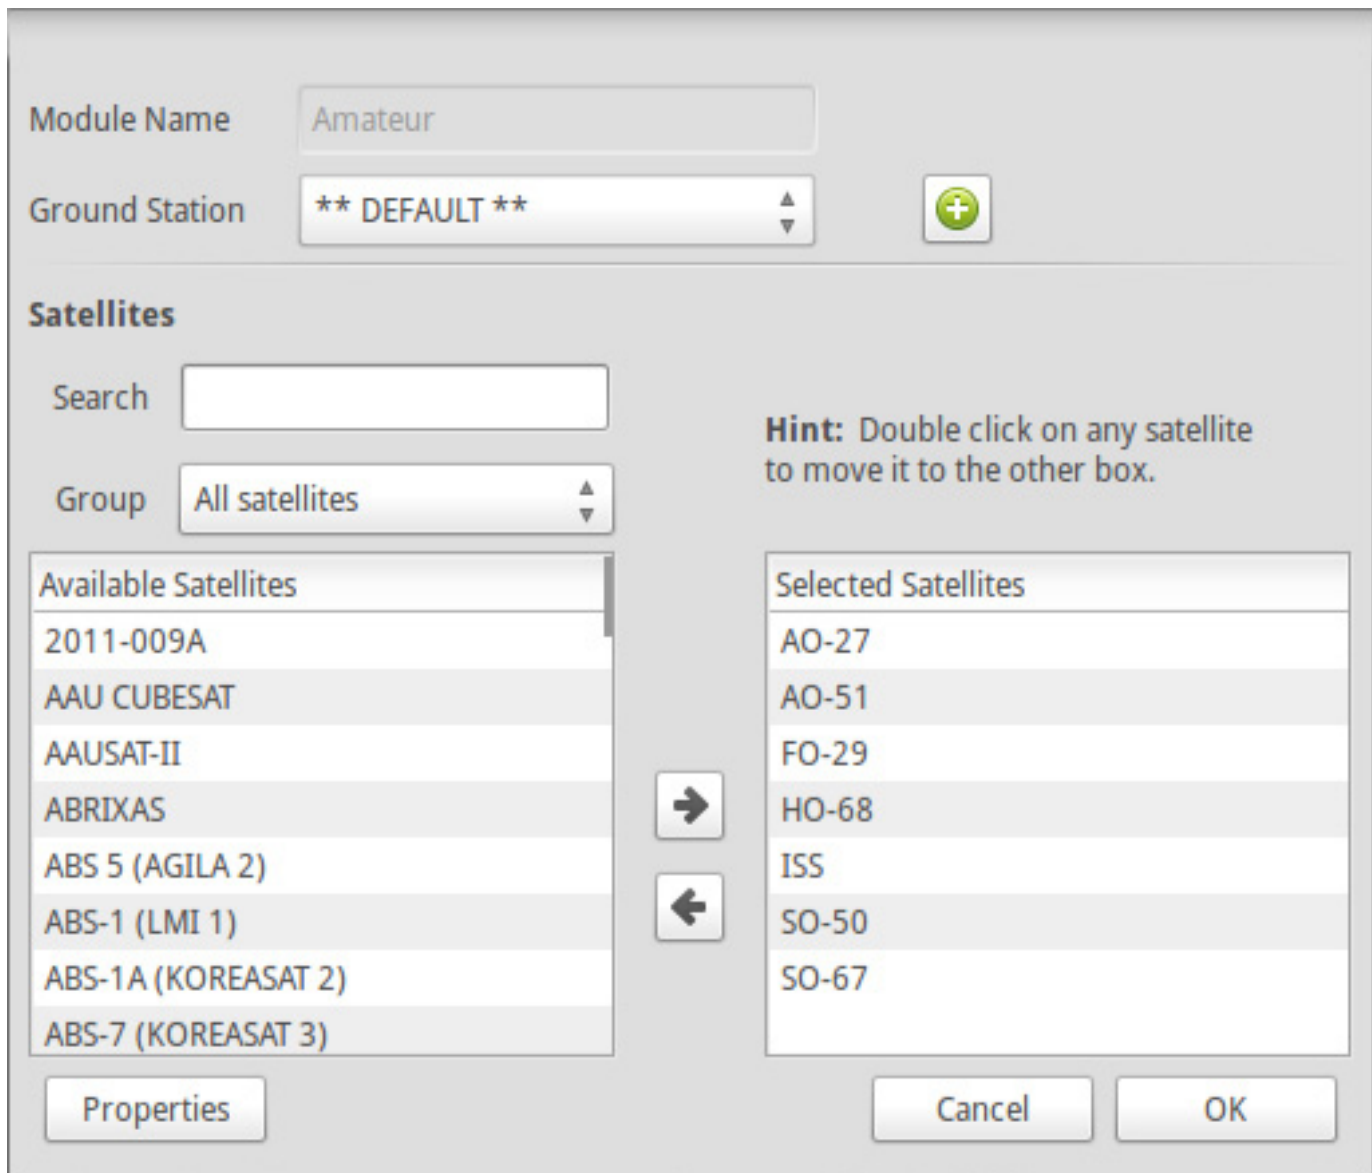 Module Name
Amateur
Ground Station
** DEFAULT **
Satellites
Search
Group
All satellites
Hint: Double click on any satellite
to move it to the other box.
Available Satellites
2011-009A
AAU CUBESAT
AAUSAT-II
ABRIXAS
ABS 5 (AGILA 2)
ABS-1 (LMI 1)
ABS-1A (KOREASAT 2)
ABS-7 (KOREASAT 3)
Selected Satellites
AO-27
AO-51
FO-29
HO-68
ISS
SO-50
SO-67
Properties
Cancel
OK